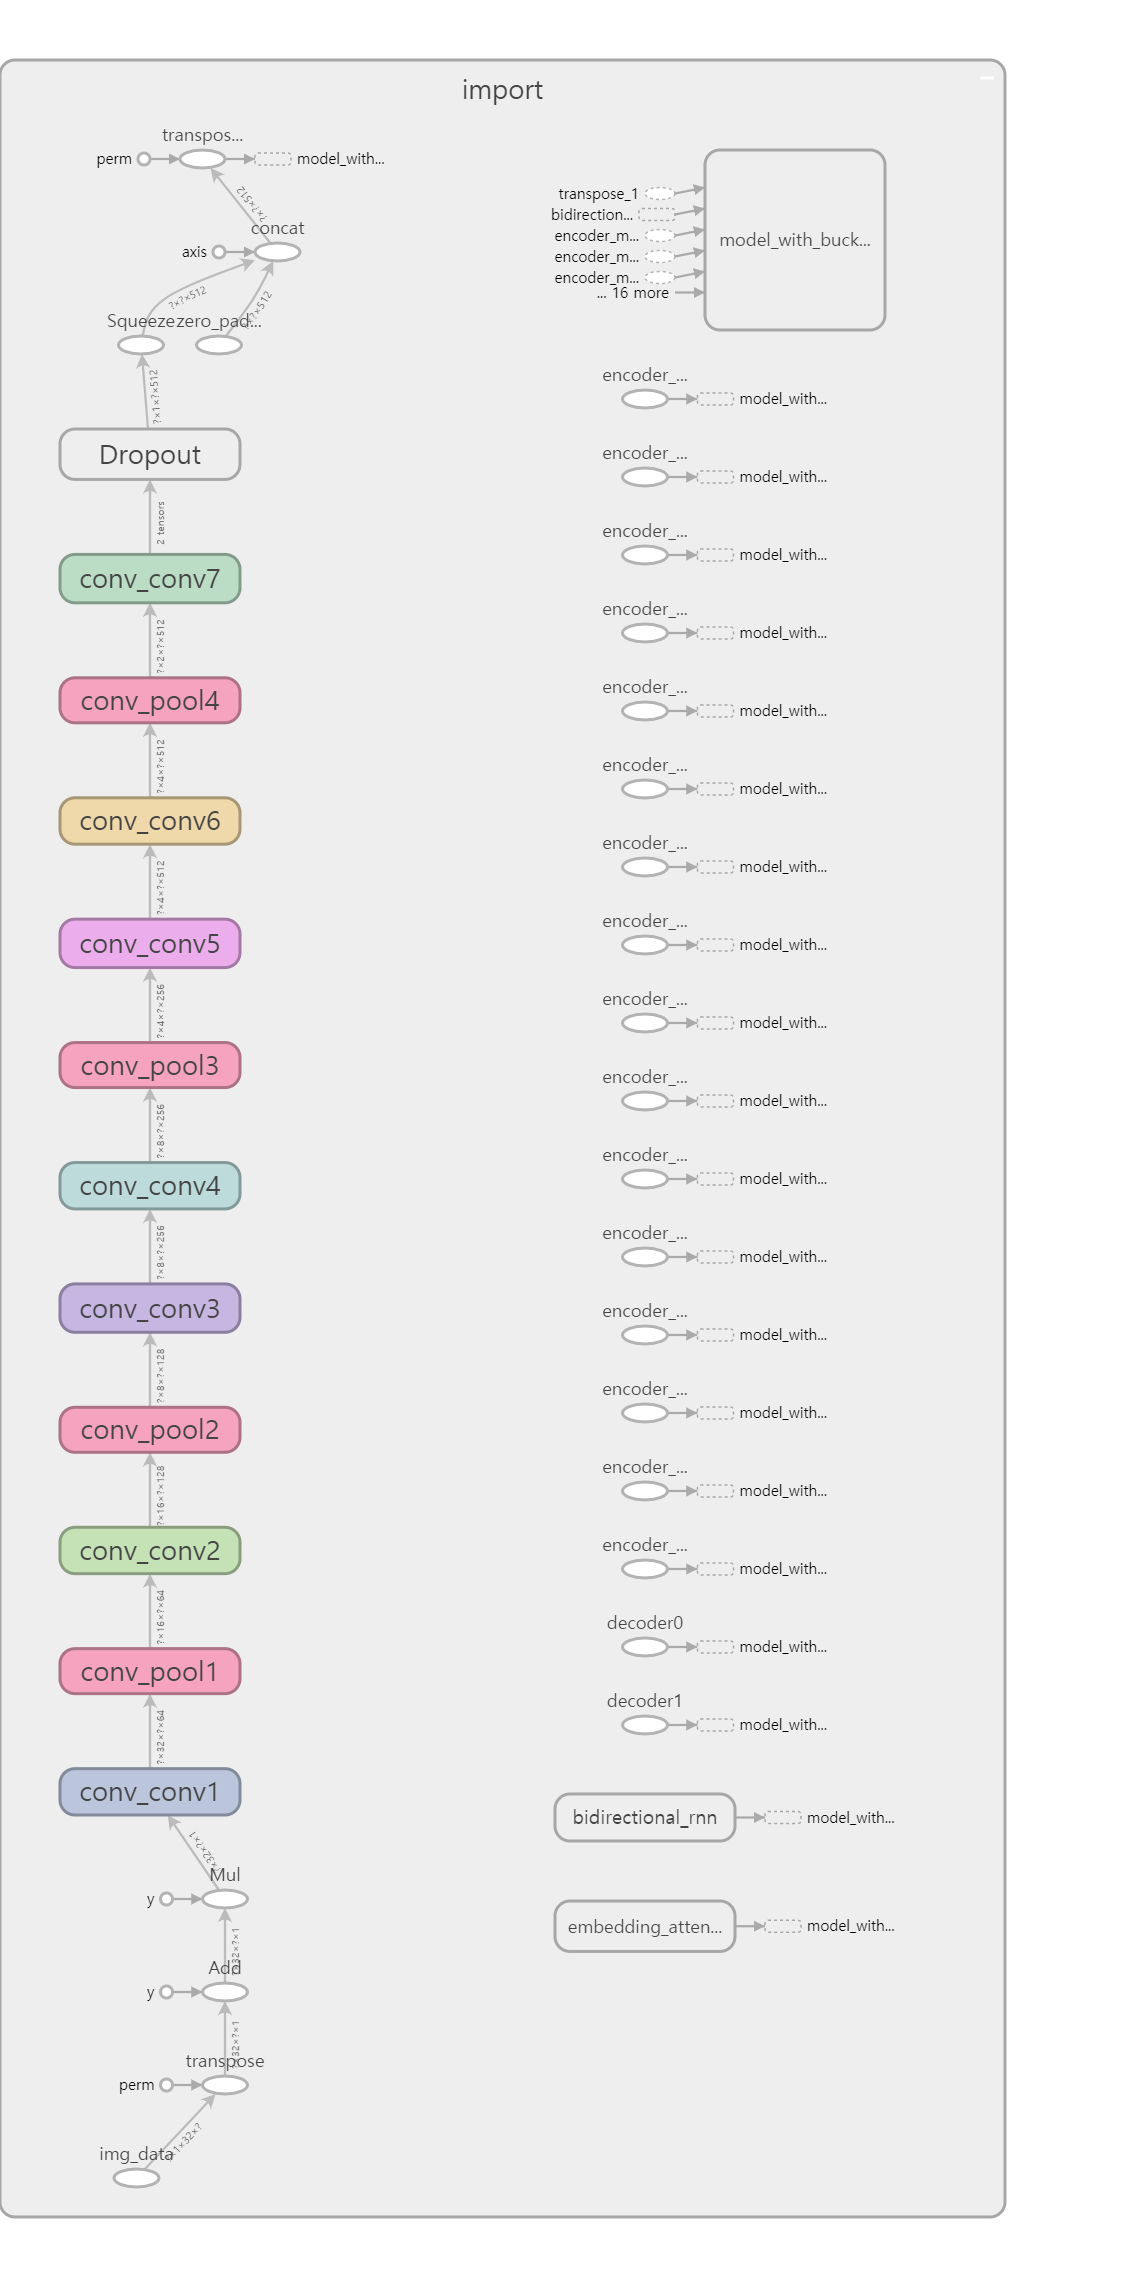 import
transpos...
perm
model_with...
?×?×512
concat
axis
?×?×512
?×?×512
Squeeze
zero_pad...
?×1×?×512
Dropout
2 tensors
conv_conv7
?×2×?×512
conv_pool4
?×4×?×512
conv_conv6
?×4×?×512
conv_conv5
?×4×?×256
conv_pool3
?×8×?×256
conv_conv4
?×8×?×256
conv_conv3
?×8×?×128
conv_pool2
?×16×?×128
conv_conv2
?×16×?×64
conv_pool1
?×32×?×64
conv_conv1
?×32×?×1
Mul
y
?×32×?×1
Add
y
?×32×?×1
transpose
perm
?×1×32×?
img_data
transpose_1
bidirection...
encoder_m...
encoder_m...
encoder_m...
... 16 more
model_with_buck...
encoder_...
model_with...
encoder_...
model_with...
encoder_...
model_with...
encoder_...
model_with...
encoder_...
model_with...
encoder_...
model_with...
encoder_...
model_with...
encoder_...
model_with...
encoder_...
model_with...
encoder_...
model_with...
encoder_...
model_with...
encoder_...
model_with...
encoder_...
model_with...
encoder_...
model_with...
encoder_...
model_with...
encoder_...
model_with...
decoder0
model_with...
decoder1
model_with...
bidirectional_rnn
model_with...
embedding_atten...
model_with...